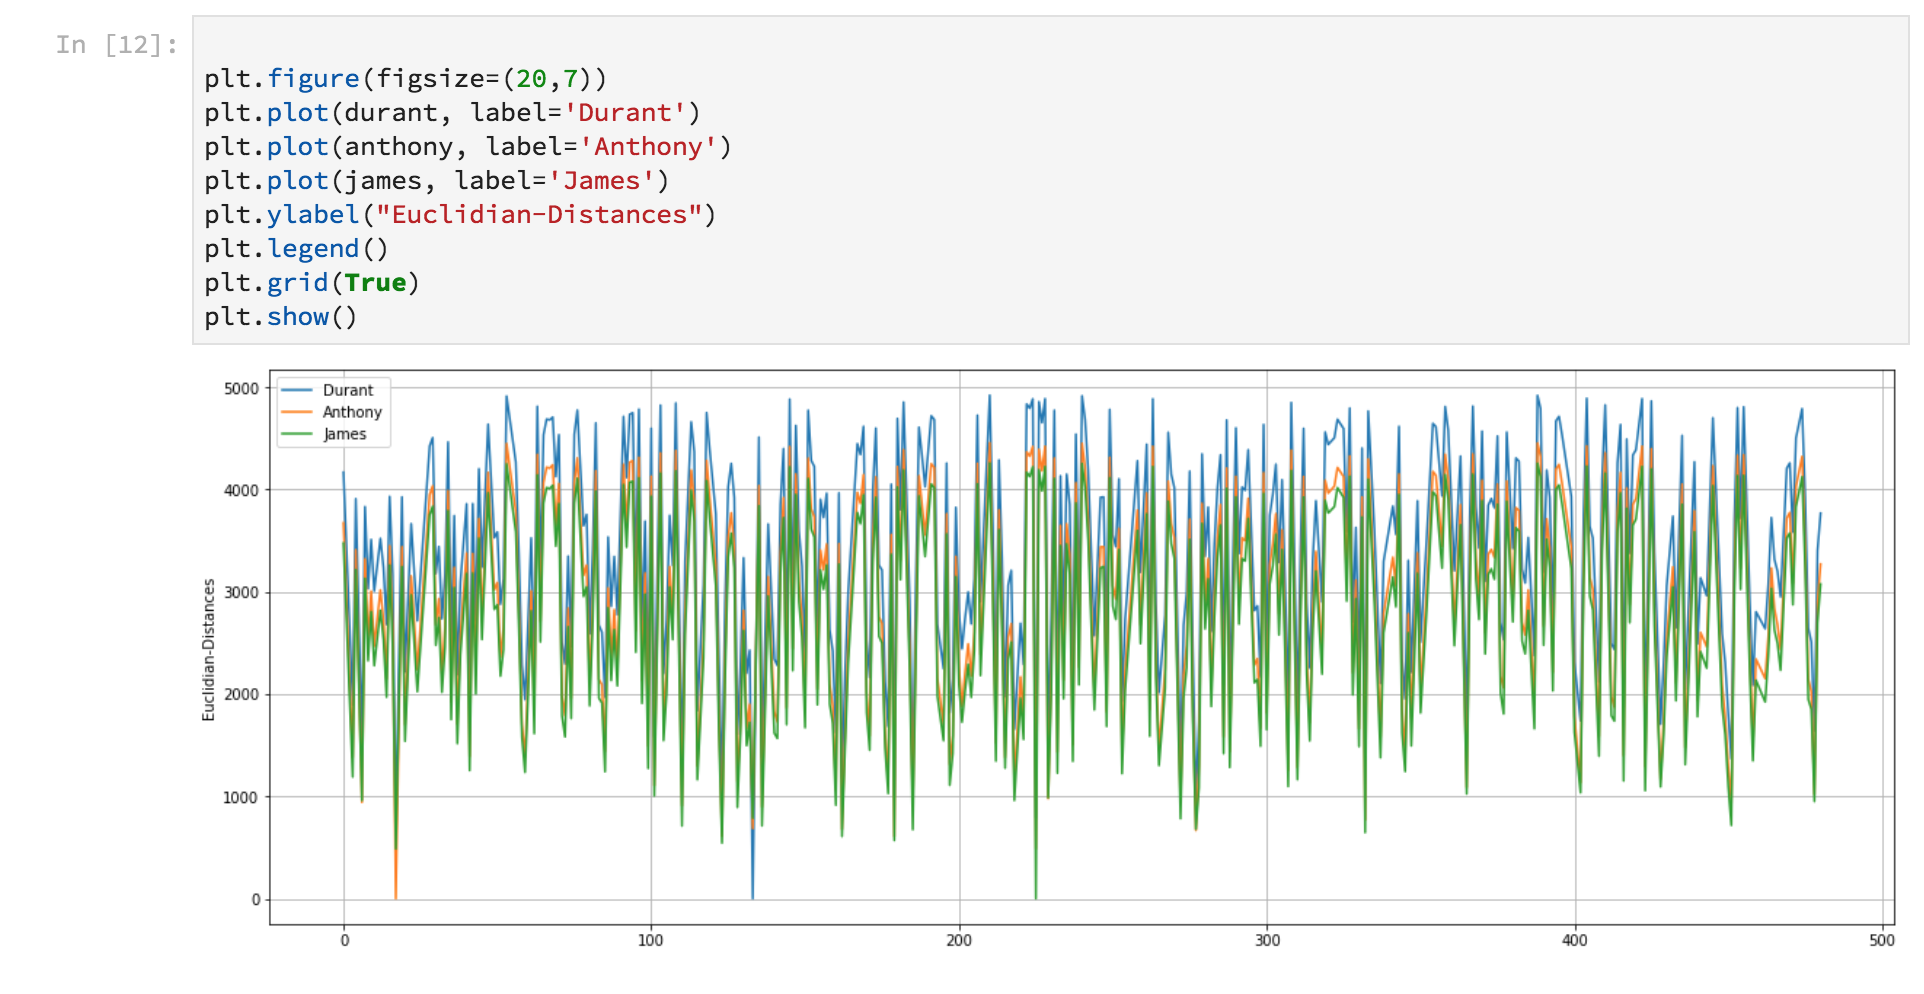 In [12]:
plt.figure(figsize=(20,7))
plt.plot(durant, label='Durant')
plt.plot(anthony, label='Anthony')
plt.plot(james, label='James')
plt.ylabel("Euclidian-Distances")
plt.legend()
plt.grid(True)
plt.show()
Durant
Anthony
James
5000
4000
3000
2000
1000
0
Euclidian-Distances
0 100 200 300 400 500